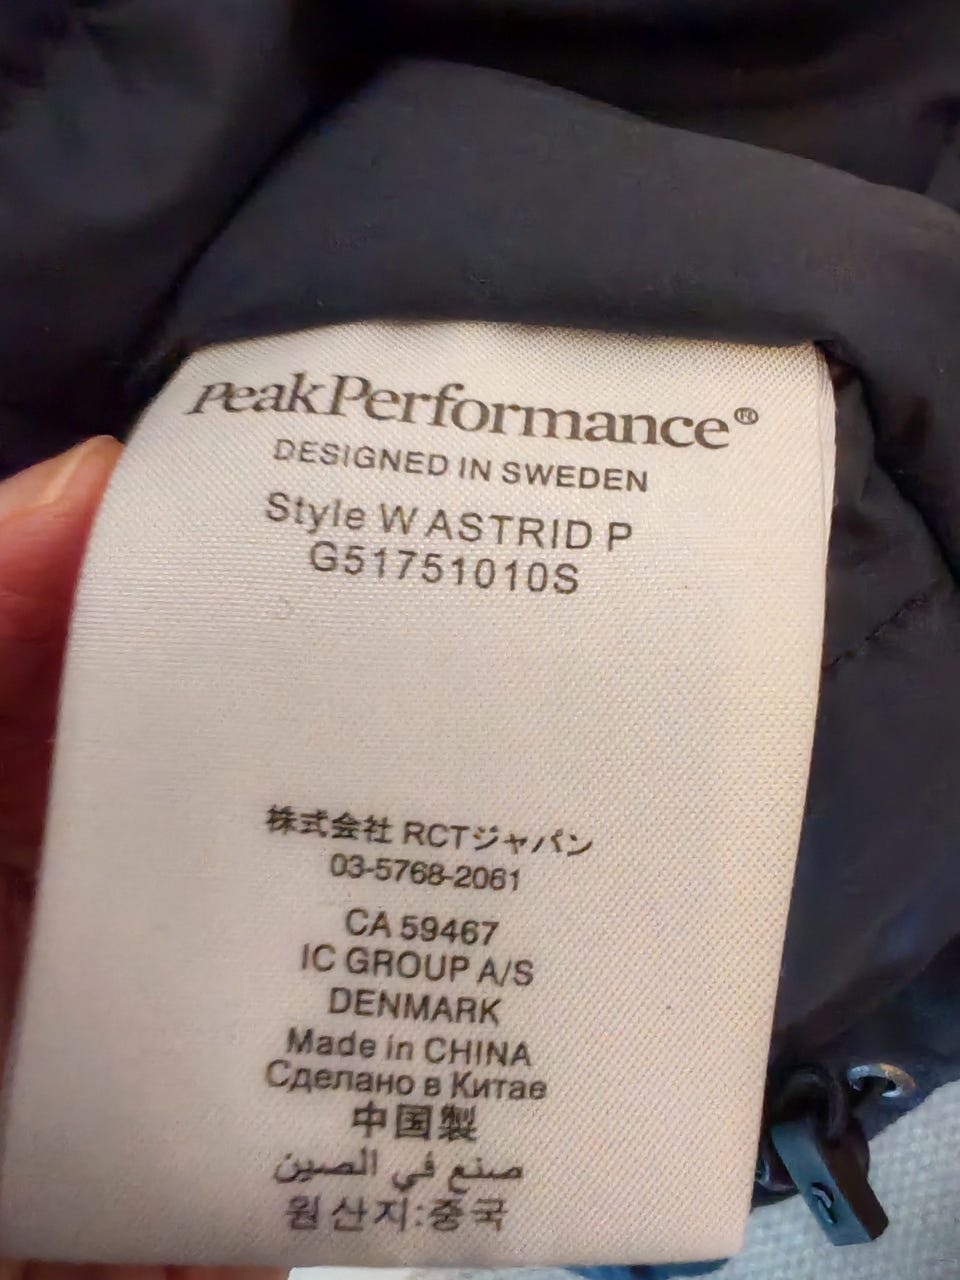 PeakPerformance®
DESIGNED IN SWEDEN
Style W ASTRID P
G51751010S
株式会社 RCTジャパン
03-5768-2061
CA 59467
IC GROUP A/S
DENMARK
Made in CHINA
Сделано в Китае
中国製
صنع في الصين
원산지:중국